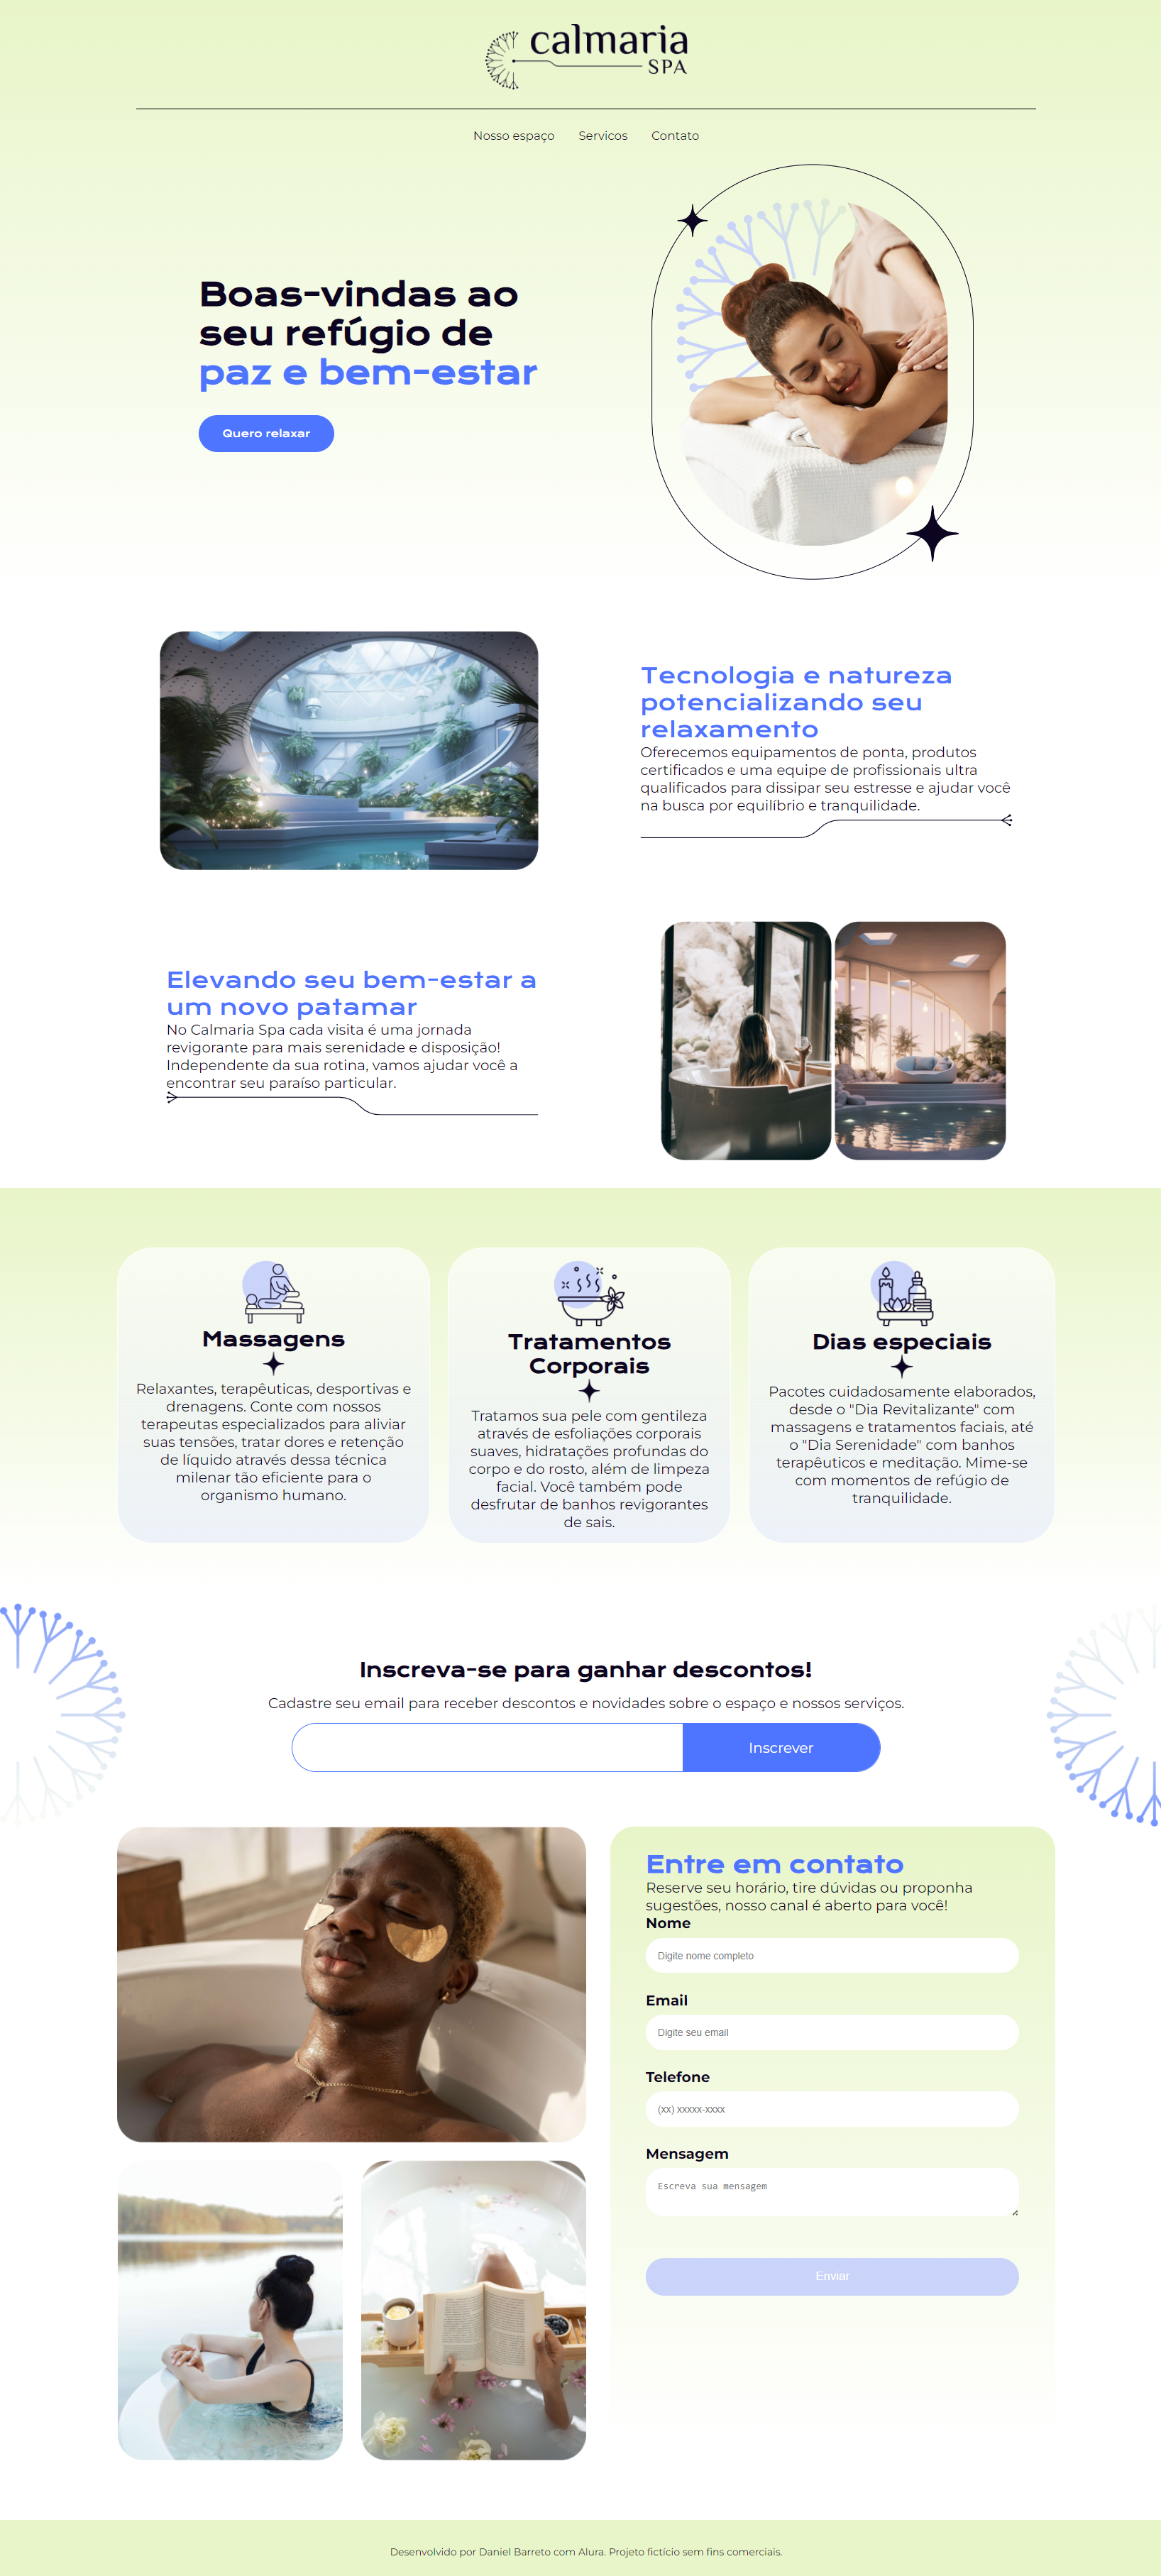 calmaria
SPA
Nosso espaço
Servicos
Contato
Boas-vindas ao
seu refúgio de
paz e bem-estar
Quero relaxar
Tecnologia e natureza
potencializando seu
relaxamento
Oferecemos equipamentos de ponta, produtos
certificados e uma equipe de profissionais ultra
qualificados para dissipar seu estresse e ajudar você
na busca por equilíbrio e tranquilidade.
Elevando seu bem-estar a
um novo patamar
No Calmaria Spa cada visita é uma jornada
revigorante para mais serenidade e disposição!
Independente da sua rotina, vamos ajudar você a
encontrar seu paraíso particular.
Massagens
Relaxantes, terapêuticas, desportivas e
drenagens. Conte com nossos
terapeutas especializados para aliviar
suas tensões, tratar dores e retenção
de líquido através dessa técnica
milenar tão eficiente para o
organismo humano.
Tratamentos
Corporais
Tratamos sua pele com gentileza
através de esfoliações corporais
suaves, hidratações profundas do
corpo e do rosto, além de limpeza
facial. Você também pode
desfrutar de banhos revigorantes
de sais.
Dias especiais
Pacotes cuidadosamente elaborados,
desde o "Dia Revitalizante" com
massagens e tratamentos faciais, até
o "Dia Serenidade" com banhos
terapêuticos e meditação. Mime-se
com momentos de refúgio de
tranquilidade.
Inscreva-se para ganhar descontos!
Cadastre seu email para receber descontos e novidades sobre o espaço e nossos serviços.
Inscrever
Entre em contato
Reserve seu horário, tire dúvidas ou proponha
sugestões, nosso canal é aberto para você!
Nome
Digite nome completo
Email
Digite seu email
Telefone
(xx) xxxxx-xxxx
Mensagem
Escreva sua mensagem
Enviar
Desenvolvido por Daniel Barreto com Alura. Projeto fictício sem fins comerciais.